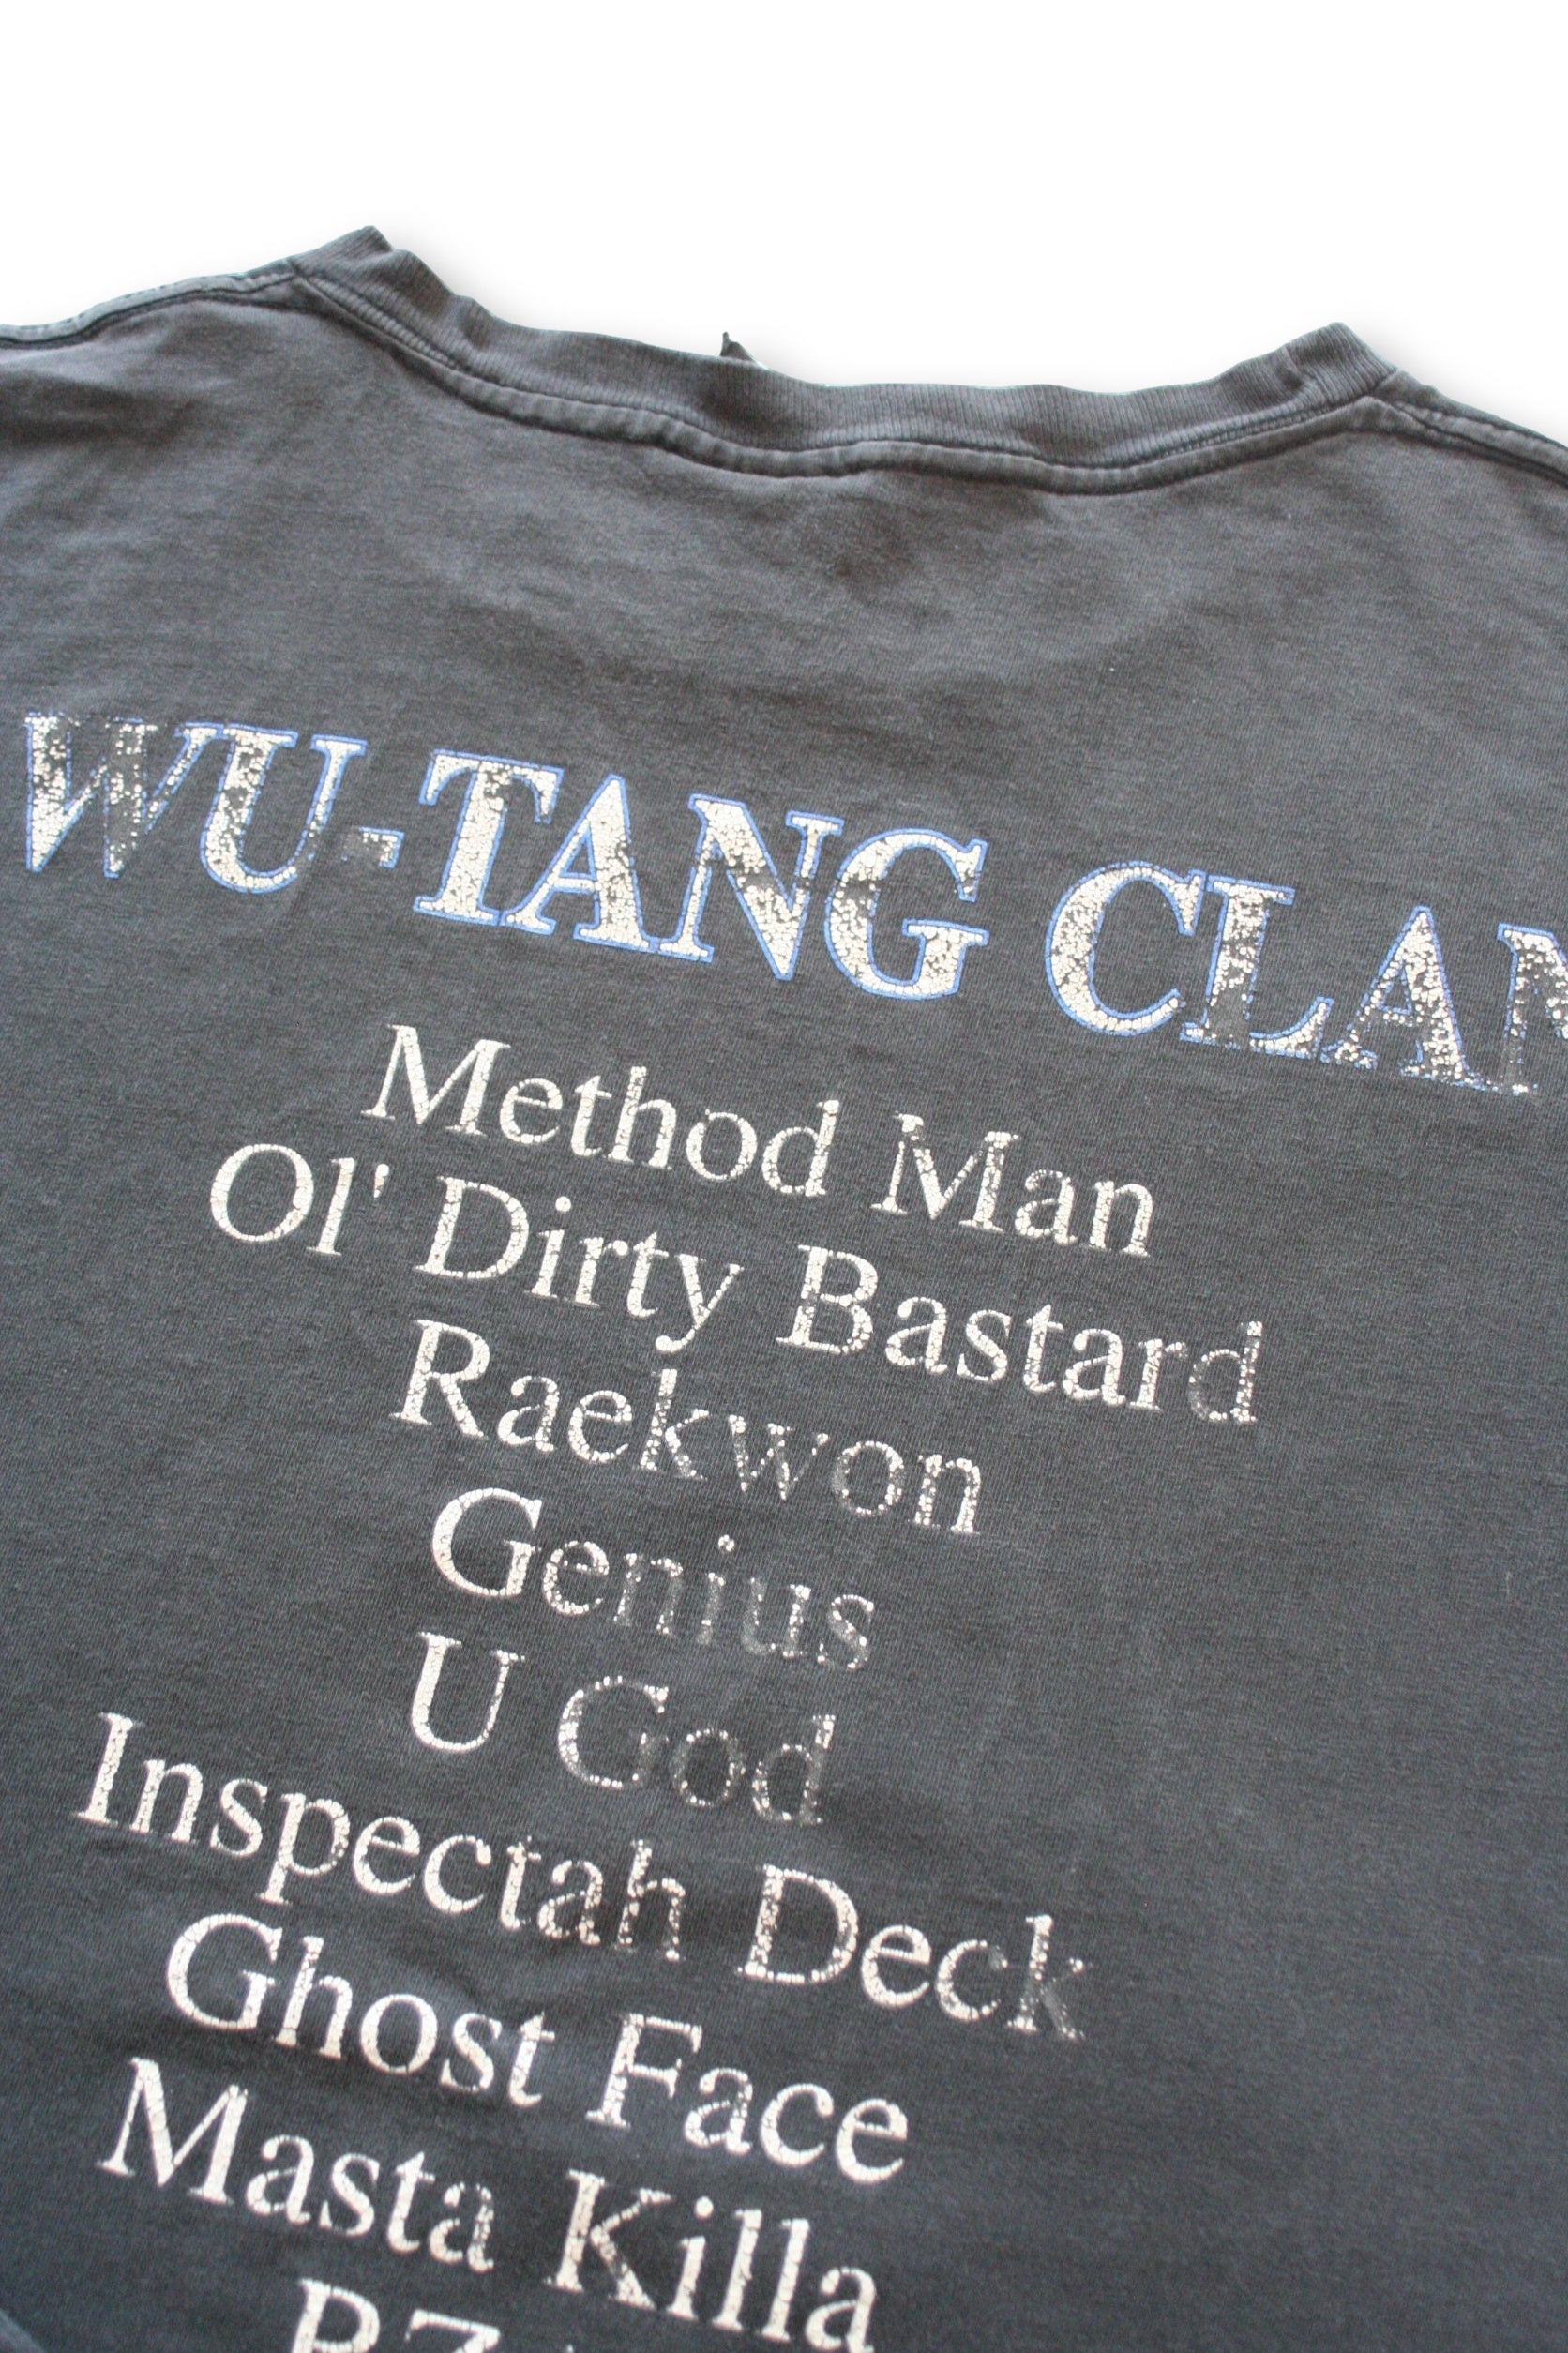 WU-TANG CLAN
Method Man
Ol' Dirty Bastard
Raekwon
Genius
U God
Inspectah Deck
Ghost Face
Masta Killa